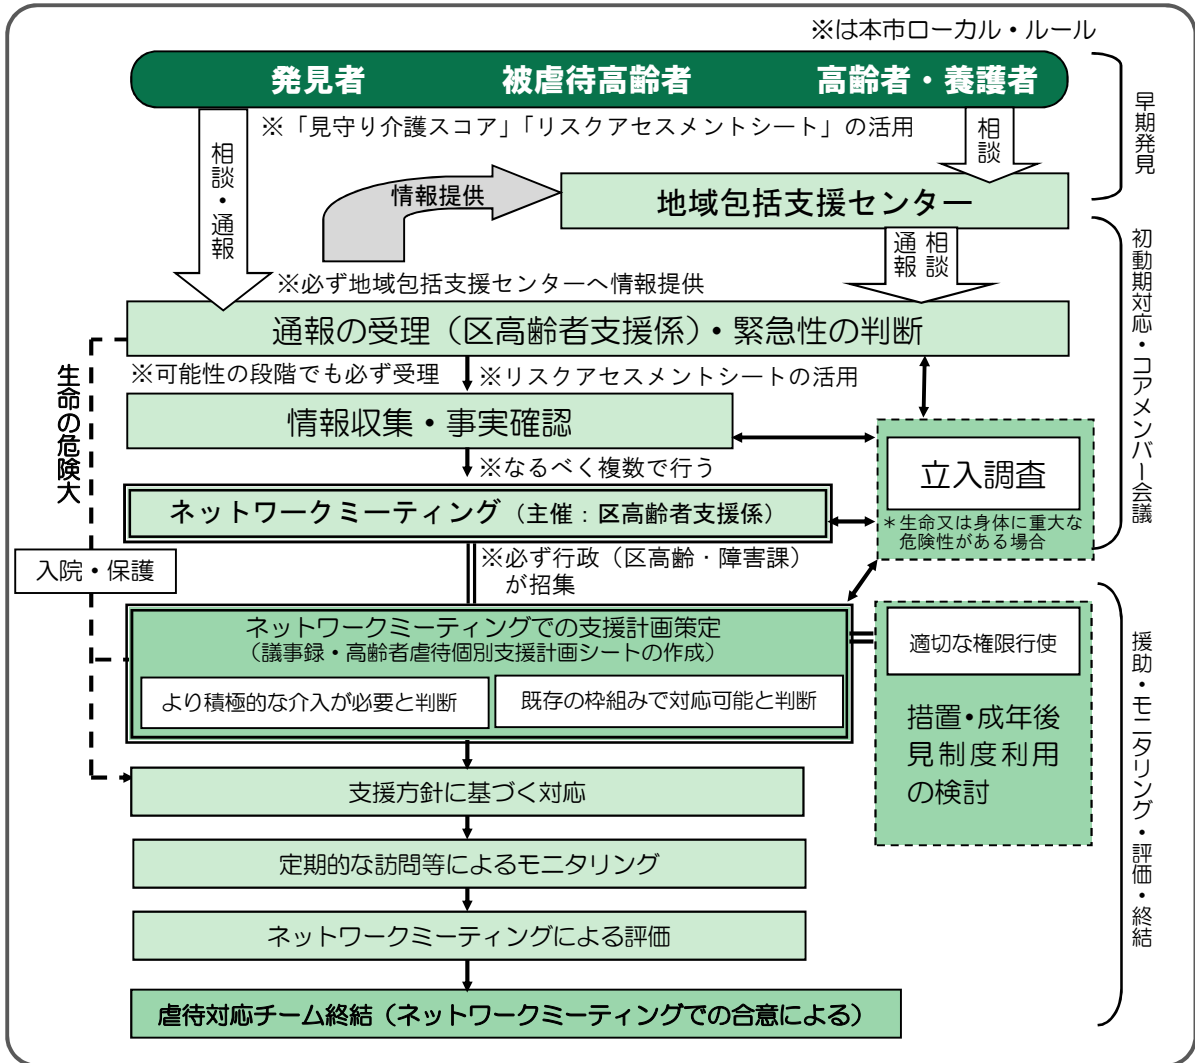 ※は本市ローカル・ルール
発見者 被虐待高齢者 高齢者・養護者
※「見守り介護スコア」「リスクアセスメントシート」の活用
相談・通報
相談
早期発見
情報提供
地域包括支援センター
相談
通報
※必ず地域包括支援センターへ情報提供
通報の受理（区高齢者支援係）・緊急性の判断
※可能性の段階でも必ず受理
※リスクアセスメントシートの活用
初動期対応・コアメンバー会議
生命の危険大
情報収集・事実確認
※なるべく複数で行う
立入調査
＊生命又は身体に重大な
危険性がある場合
ネットワークミーティング（主催：区高齢者支援係）
※必ず行政（区高齢・障害課）
が招集
入院・保護
ネットワークミーティングでの支援計画策定
（議事録・高齢者虐待個別支援計画シートの作成）
より積極的な介入が必要と判断
既存の枠組みで対応可能と判断
適切な権限行使
措置・成年後
見制度利用
の検討
援助・モニタリング・評価・終結
支援方針に基づく対応
定期的な訪問等によるモニタリング
ネットワークミーティングによる評価
虐待対応チーム終結（ネットワークミーティングでの合意による）